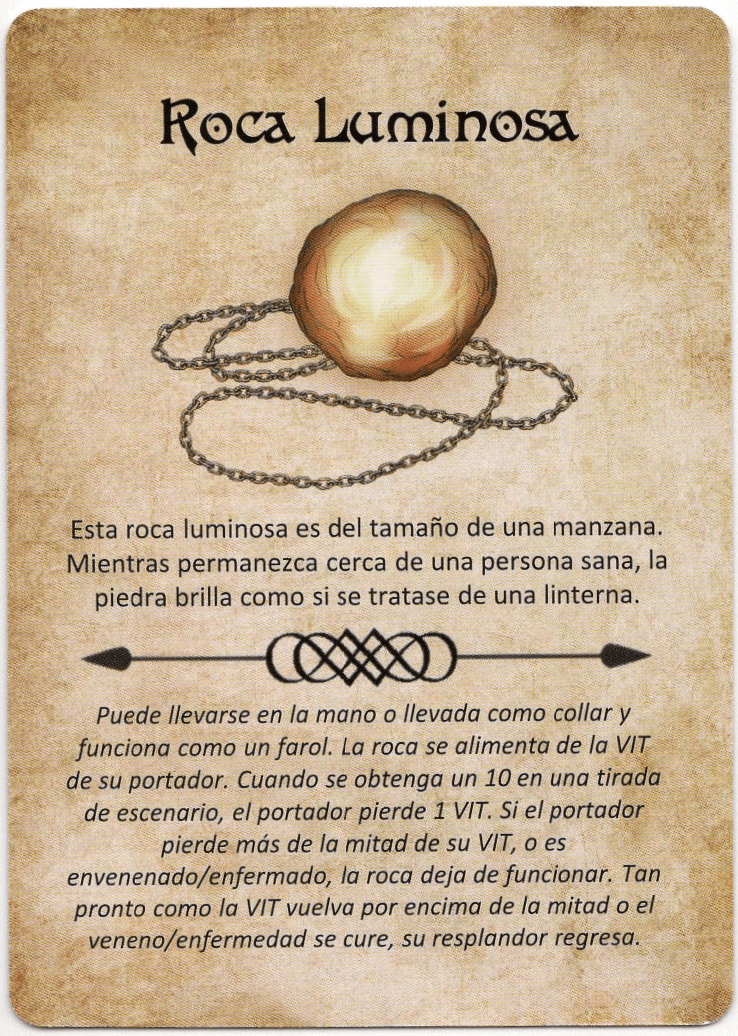 Roca Luminosa
Esta roca luminosa es del tamaño de una manzana.
Mientras permanezca cerca de una persona sana, la
piedra brilla como si se tratase de una linterna.
Puede llevarse en la mano o llevada como collar y
funciona como un farol. La roca se alimenta de la VIT
de su portador. Cuando se obtenga un 10 en una tirada
de escenario, el portador pierde 1 VIT. Si el portador
pierde más de la mitad de su VIT, o es
envenenado/enfermado, la roca deja de funcionar. Tan
pronto como la VIT vuelva por encima de la mitad o el
veneno/enfermedad se cure, su resplandor regresa.